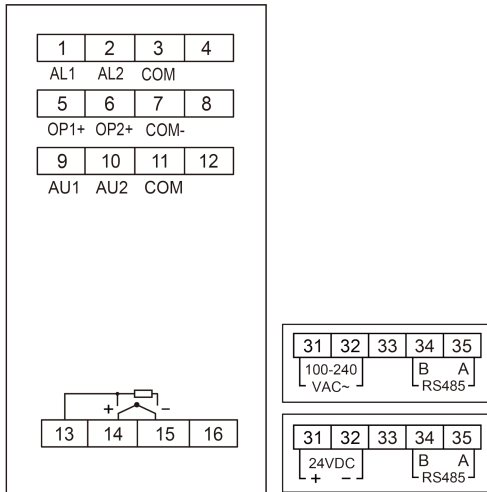 1 2 3 4
AL1 AL2 COM
5 6 7 8
OP1+ OP2+ COM-
9 10 11 12
AU1 AU2 COM
+ −
13 14 15 16
31 32 33 34 35
100-240 B A
VAC~ RS485
31 32 33 34 35
24VDC B A
+ − RS485